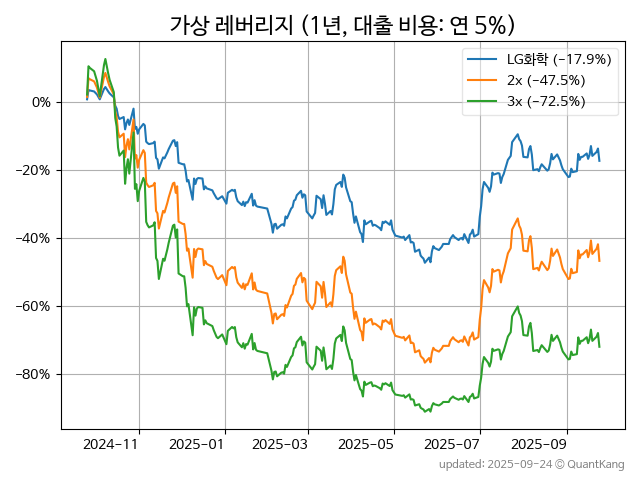 가상 레버리지 (1년, 대출 비용: 연 5%)
LG화학 (−17.9%)
2x (−47.5%)
3x (−72.5%)
0%
−20%
−40%
−60%
−80%
2024−11 2025−01 2025−03 2025−05 2025−07 2025−09
updated: 2025−09−24 © QuantKang